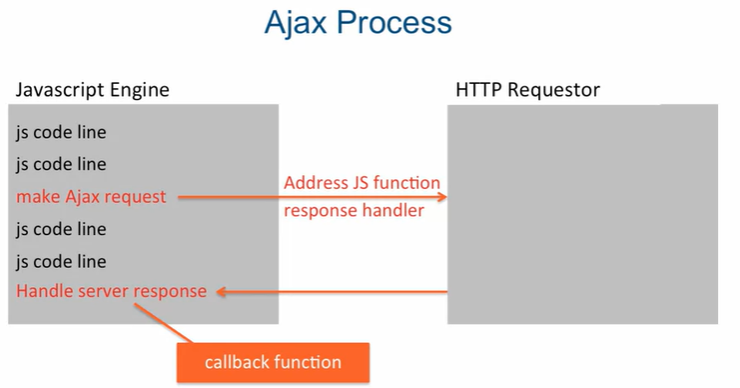 Ajax Process
Javascript Engine
HTTP Requestor
js code line
js code line
make Ajax request
Address JS function
response handler
js code line
js code line
Handle server response
callback function